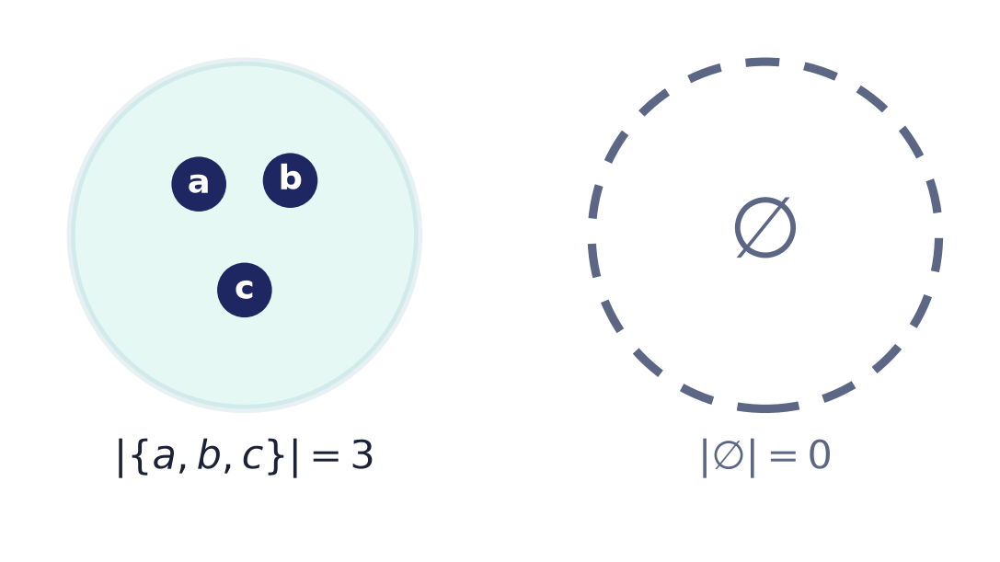 a b
c
∅
|{a, b, c}| = 3
|∅| = 0